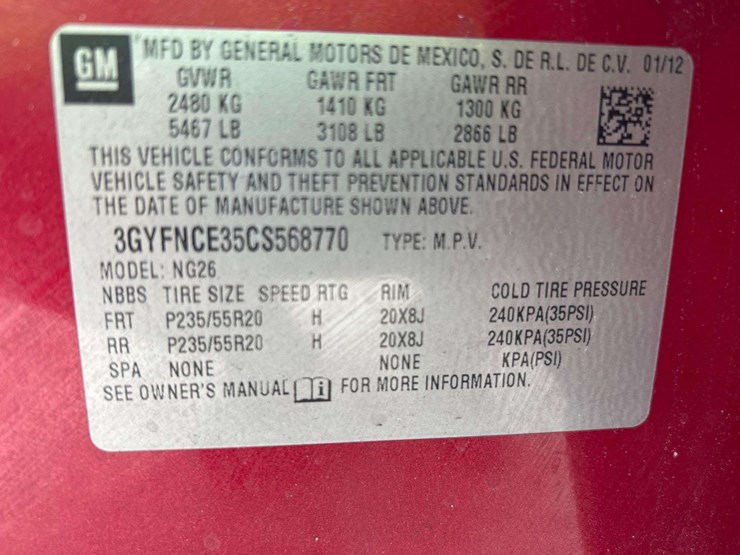 GM
MFD BY GENERAL MOTORS DE MEXICO, S. DE R.L. DE C.V. 01/12
GVWR GAWR FRT GAWR RR
2480 KG 1410 KG 1300 KG
5467 LB 3108 LB 2866 LB
THIS VEHICLE CONFORMS TO ALL APPLICABLE U.S. FEDERAL MOTOR
VEHICLE SAFETY AND THEFT PREVENTION STANDARDS IN EFFECT ON
THE DATE OF MANUFACTURE SHOWN ABOVE.
3GYFNCE35CS568770 TYPE: M.P.V.
MODEL: NG26
NBBS TIRE SIZE SPEED RTG RIM COLD TIRE PRESSURE
FRT P235/55R20 H 20X8J 240KPA(35PSI)
RR P235/55R20 H 20X8J 240KPA(35PSI)
SPA NONE NONE KPA(PSI)
SEE OWNER'S MANUAL i FOR MORE INFORMATION.